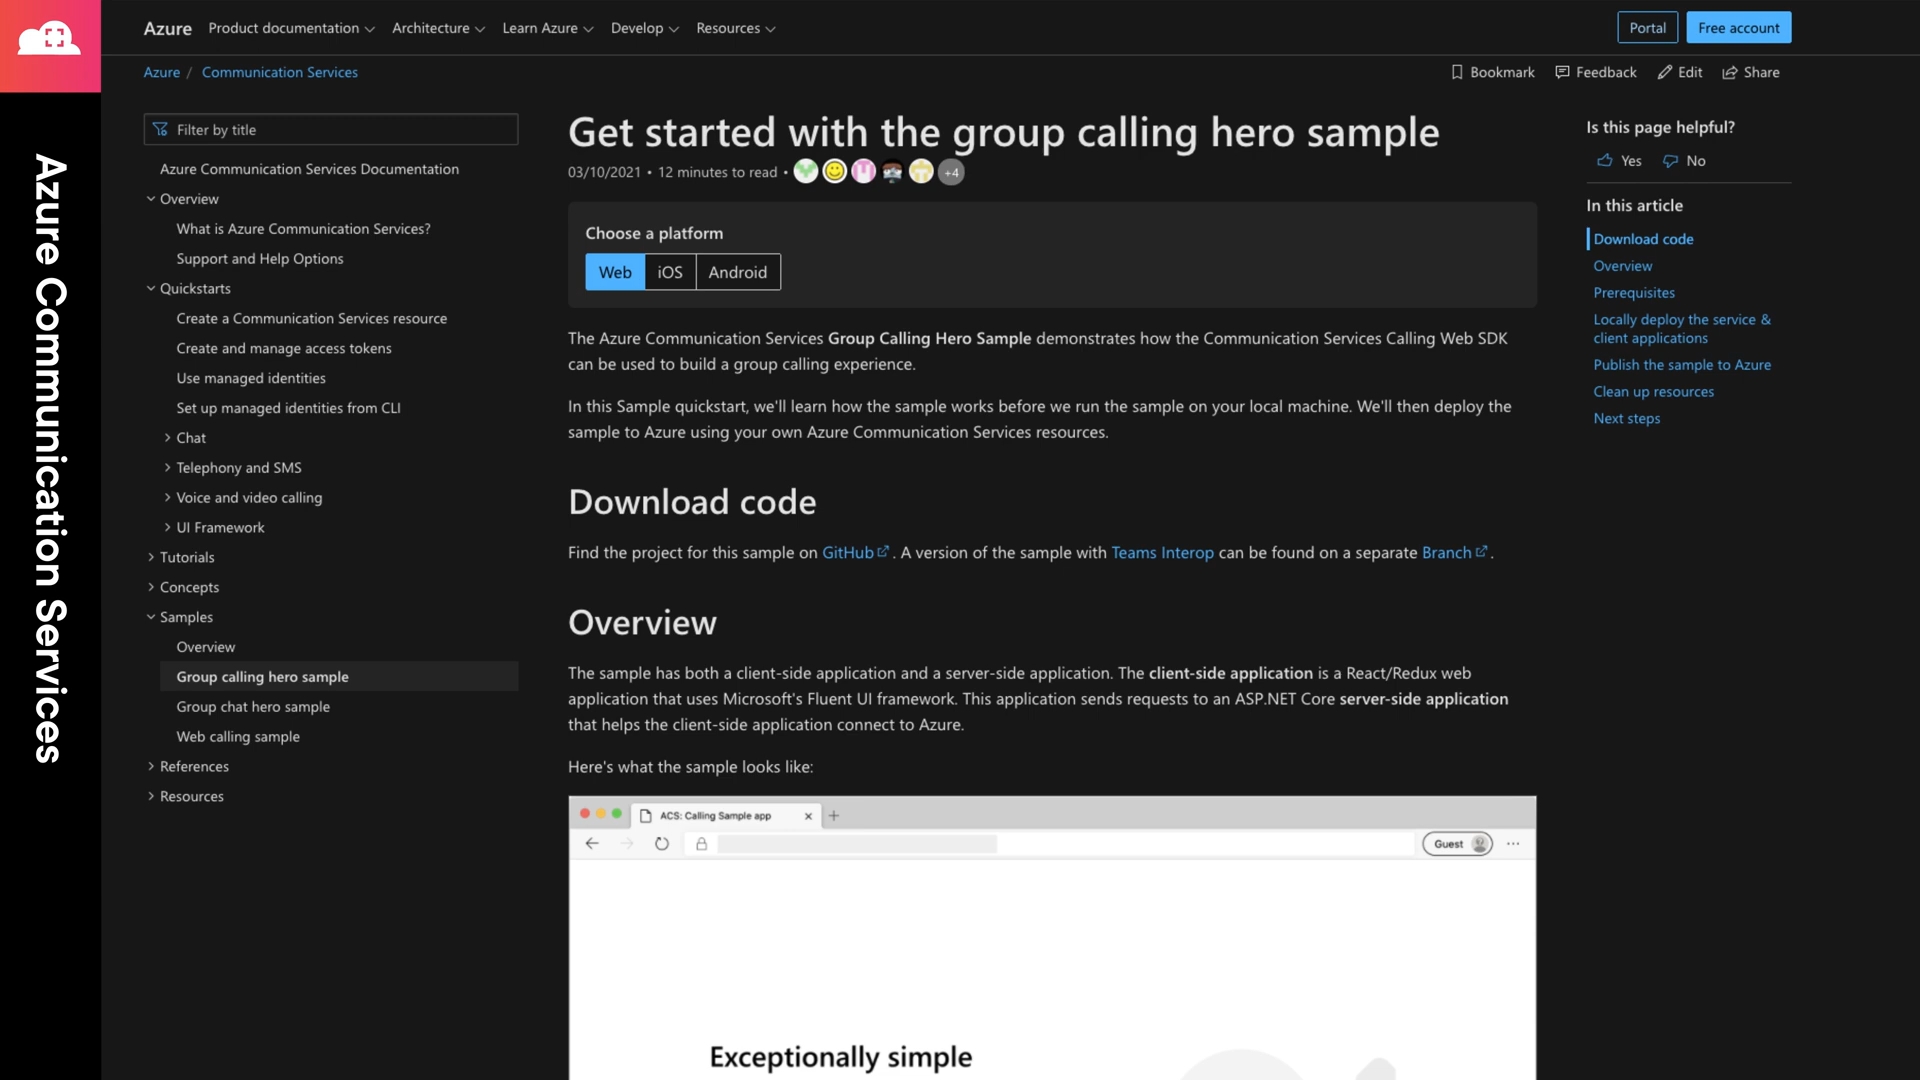 Azure Communication Services
Azure Product documentation Architecture Learn Azure Develop Resources Portal Free account
Azure / Communication Services
Bookmark Feedback Edit Share
Filter by title
Azure Communication Services Documentation
Overview
What is Azure Communication Services?
Support and Help Options
Quickstarts
Create a Communication Services resource
Create and manage access tokens
Use managed identities
Set up managed identities from CLI
Chat
Telephony and SMS
Voice and video calling
UI Framework
Tutorials
Concepts
Samples
Overview
Group calling hero sample
Group chat hero sample
Web calling sample
References
Resources
Get started with the group calling hero sample
03/10/2021 • 12 minutes to read • +4
Choose a platform
Web iOS Android
The Azure Communication Services Group Calling Hero Sample demonstrates how the Communication Services Calling Web SDK
can be used to build a group calling experience.
In this Sample quickstart, we'll learn how the sample works before we run the sample on your local machine. We'll then deploy the
sample to Azure using your own Azure Communication Services resources.
Download code
Find the project for this sample on GitHub . A version of the sample with Teams Interop can be found on a separate Branch .
Overview
The sample has both a client-side application and a server-side application. The client-side application is a React/Redux web
application that uses Microsoft's Fluent UI framework. This application sends requests to an ASP.NET Core server-side application
that helps the client-side application connect to Azure.
Here's what the sample looks like:
ACS: Calling Sample app
Guest
Exceptionally simple
Is this page helpful?
Yes No
In this article
Download code
Overview
Prerequisites
Locally deploy the service &
client applications
Publish the sample to Azure
Clean up resources
Next steps